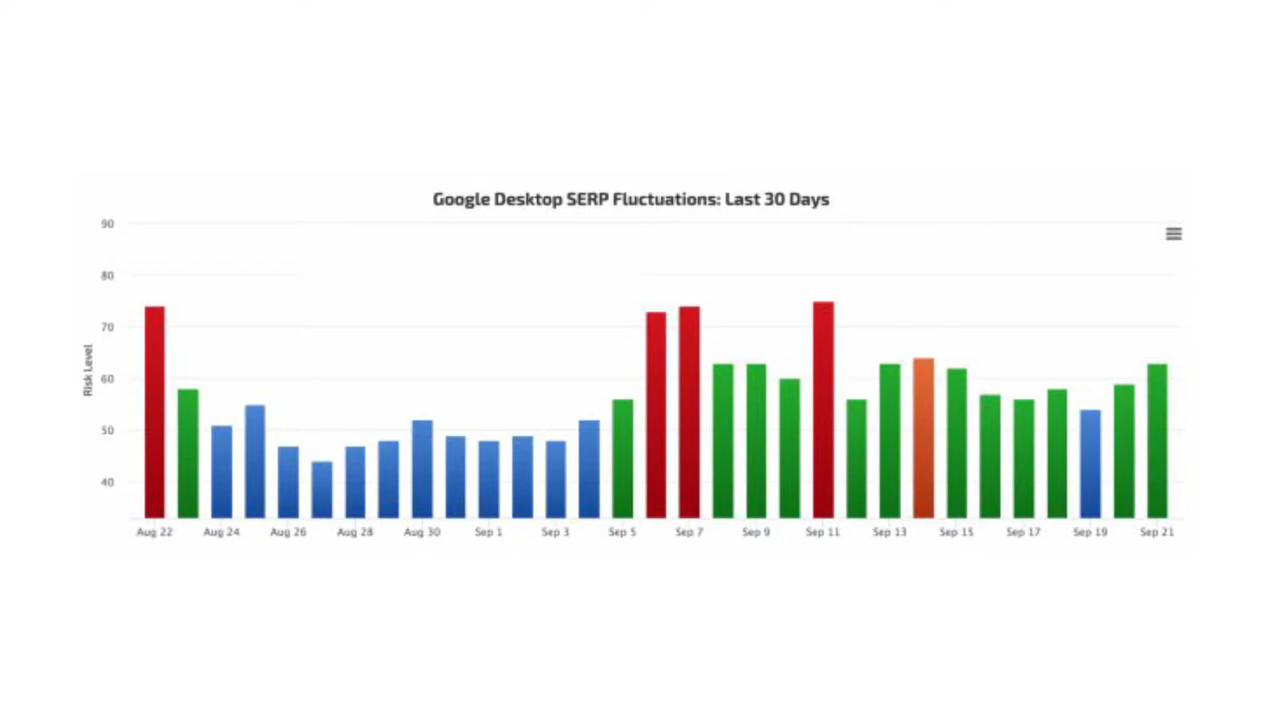 Google Desktop SERP Fluctuations: Last 30 Days
90
80
70
60
50
40
Risk Level
Aug 22 Aug 24 Aug 26 Aug 28 Aug 30 Sep 1 Sep 3 Sep 5 Sep 7 Sep 9 Sep 11 Sep 13 Sep 15 Sep 17 Sep 19 Sep 21